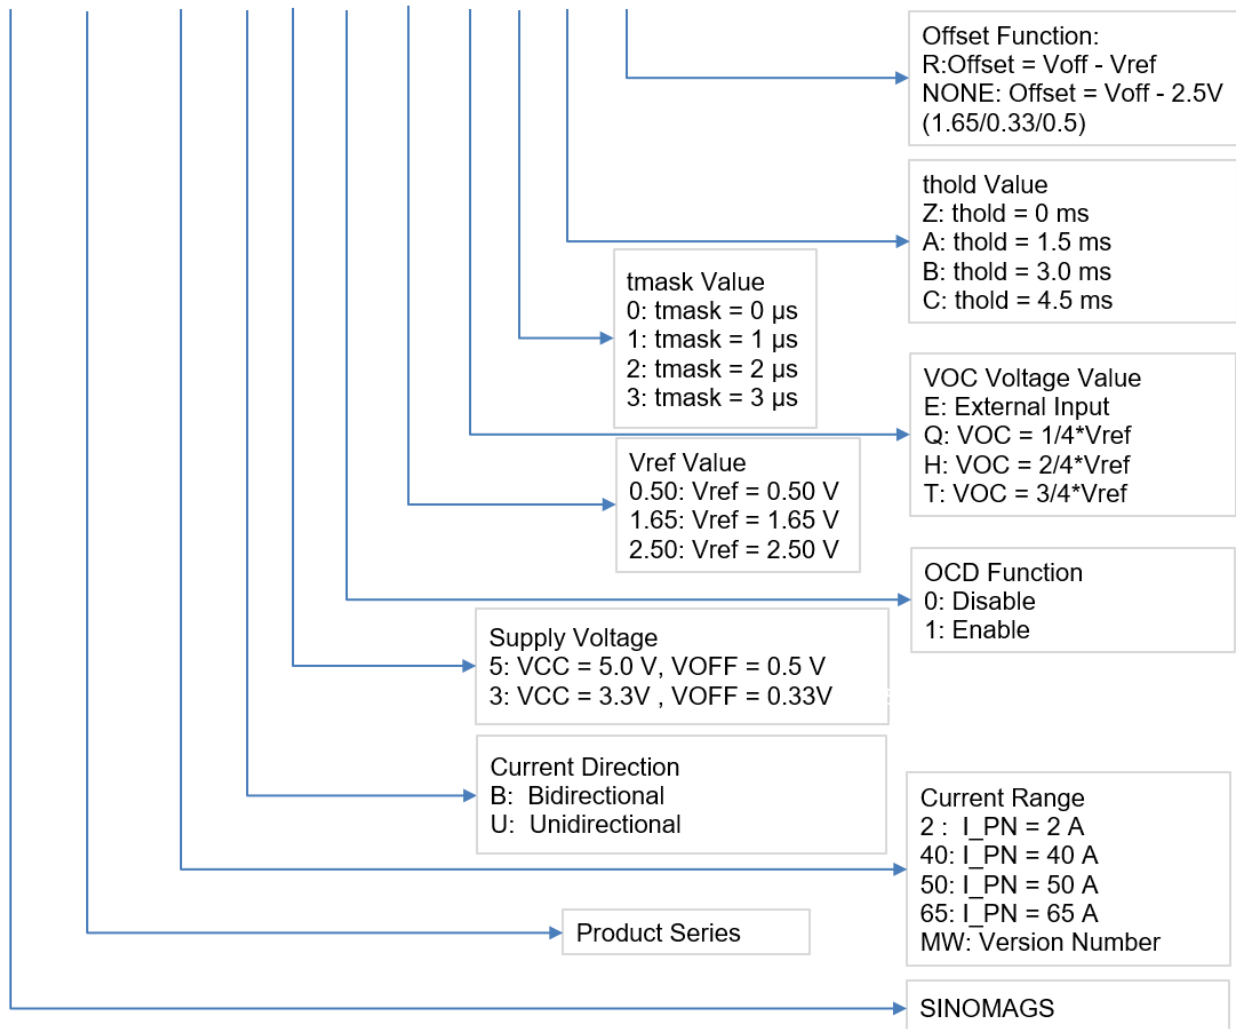 Offset Function:
R:Offset = Voff - Vref
NONE: Offset = Voff - 2.5V
(1.65/0.33/0.5)
thold Value
Z: thold = 0 ms
A: thold = 1.5 ms
B: thold = 3.0 ms
C: thold = 4.5 ms
tmask Value
0: tmask = 0 µs
1: tmask = 1 µs
2: tmask = 2 µs
3: tmask = 3 µs
VOC Voltage Value
E: External Input
Q: VOC = 1/4*Vref
H: VOC = 2/4*Vref
T: VOC = 3/4*Vref
Vref Value
0.50: Vref = 0.50 V
1.65: Vref = 1.65 V
2.50: Vref = 2.50 V
OCD Function
0: Disable
1: Enable
Supply Voltage
5: VCC = 5.0 V, VOFF = 0.5 V
3: VCC = 3.3V , VOFF = 0.33V
Current Direction
B:  Bidirectional
U:  Unidirectional
Current Range
2 :  I_PN = 2 A
40: I_PN = 40 A
50: I_PN = 50 A
65: I_PN = 65 A
MW: Version Number
Product Series
SINOMAGS